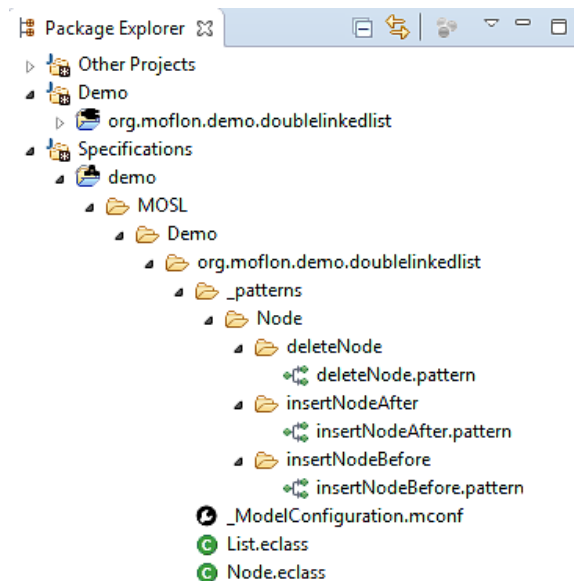 Package Explorer
Other Projects
Demo
org.moflon.demo.doublelinkedlist
Specifications
demo
MOSL
Demo
org.moflon.demo.doublelinkedlist
_patterns
Node
deleteNode
deleteNode.pattern
insertNodeAfter
insertNodeAfter.pattern
insertNodeBefore
insertNodeBefore.pattern
_ModelConfiguration.mconf
List.eclass
Node.eclass